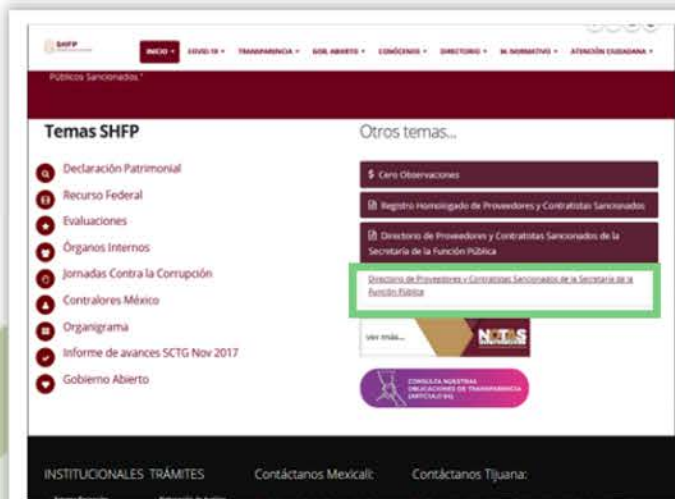 SHFP
INICIO
COVID-19
TRANSPARENCIA
GOB. ABIERTO
CONÓCENOS
DIRECTORIO
M. NORMATIVO
ATENCIÓN CIUDADANA
Públicos Sancionados."
Temas SHFP
Declaración Patrimonial
Recurso Federal
Evaluaciones
Órganos Internos
Jornadas Contra la Corrupción
Contralores México
Organigrama
Informe de avances SCTG Nov 2017
Gobierno Abierto
Otros temas...
$ Cero Observaciones
Registro Homologado de Proveedores y Contratistas Sancionados
Directorio de Proveedores y Contratistas Sancionados de la
Secretaría de la Función Pública
Directorio de Proveedores y Contratistas Sancionados de la Secretaría de la
Función Pública
Ver más...
NOTAS
CONSULTA NUESTRAS
OBLIGACIONES DE TRANSPARENCIA
(ARTÍCULO 81)
INSTITUCIONALES
TRÁMITES
Contáctanos Mexicali:
Contáctanos Tijuana: